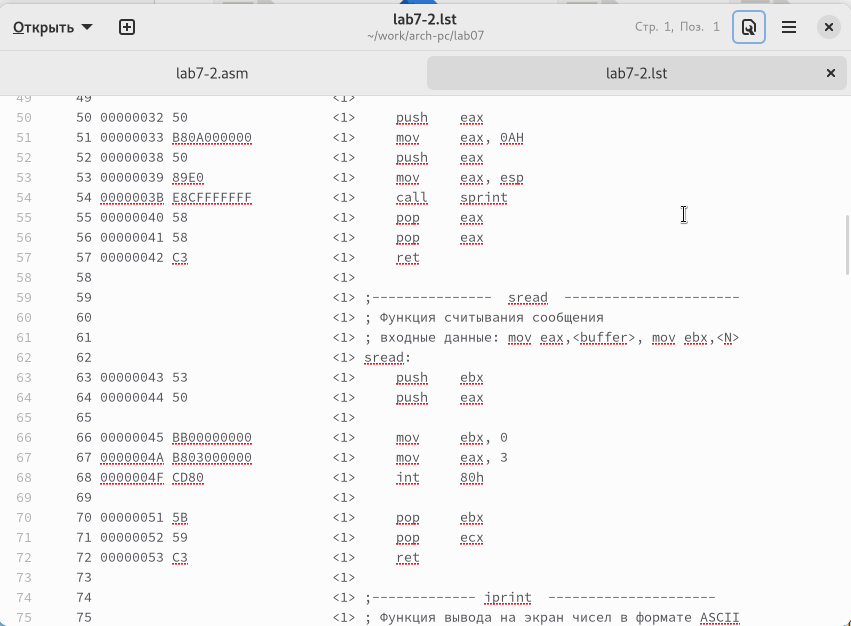 Открыть
lab7-2.lst
~/work/arch-pc/lab07
Стр. 1, Поз. 1
lab7-2.asm
lab7-2.lst
49 49 <1>
50 50 00000032 50 <1> push eax
51 51 00000033 B80A000000 <1> mov eax, 0AH
52 52 00000038 50 <1> push eax
53 53 00000039 89E0 <1> mov eax, esp
54 54 0000003B E8CFFFFFFF <1> call sprint
55 55 00000040 58 <1> pop eax
56 56 00000041 58 <1> pop eax
57 57 00000042 C3 <1> ret
58 58 <1>
59 59 <1> ;--------------- sread ----------------------
60 60 <1> ; Функция считывания сообщения
61 61 <1> ; входные данные: mov eax,<buffer>, mov ebx,<N>
62 62 <1> sread:
63 63 00000043 53 <1> push ebx
64 64 00000044 50 <1> push eax
65 65 <1>
66 66 00000045 BB00000000 <1> mov ebx, 0
67 67 0000004A B803000000 <1> mov eax, 3
68 68 0000004F CD80 <1> int 80h
69 69 <1>
70 70 00000051 5B <1> pop ebx
71 71 00000052 59 <1> pop ecx
72 72 00000053 C3 <1> ret
73 73 <1>
74 74 <1> ;------------- iprint ---------------------
75 75 <1> ; Функция вывода на экран чисел в формате ASCII